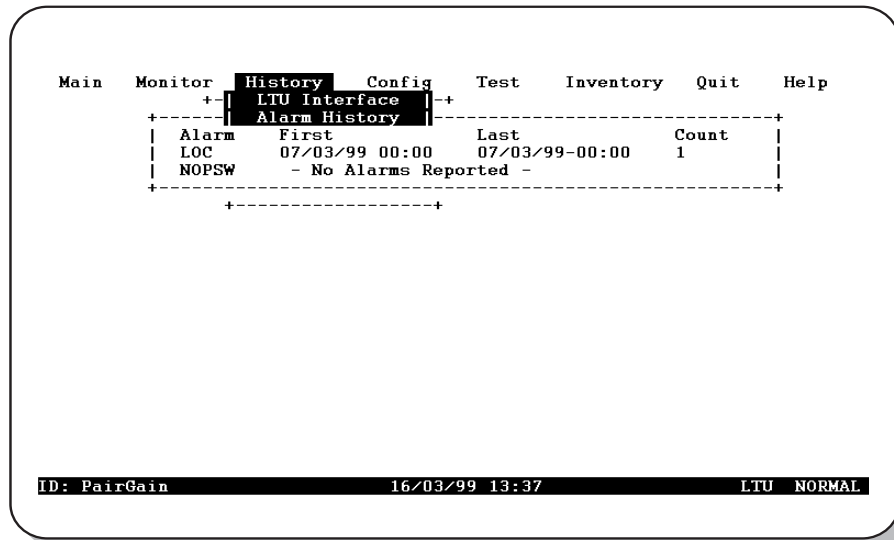 Main Monitor History Config Test Inventory Quit Help
LTU Interface
Alarm History
Alarm First Last Count
LOC 07/03/99 00:00 07/03/99-00:00 1
NOPSW - No Alarms Reported -
ID: PairGain 16/03/99 13:37 LTU NORMAL